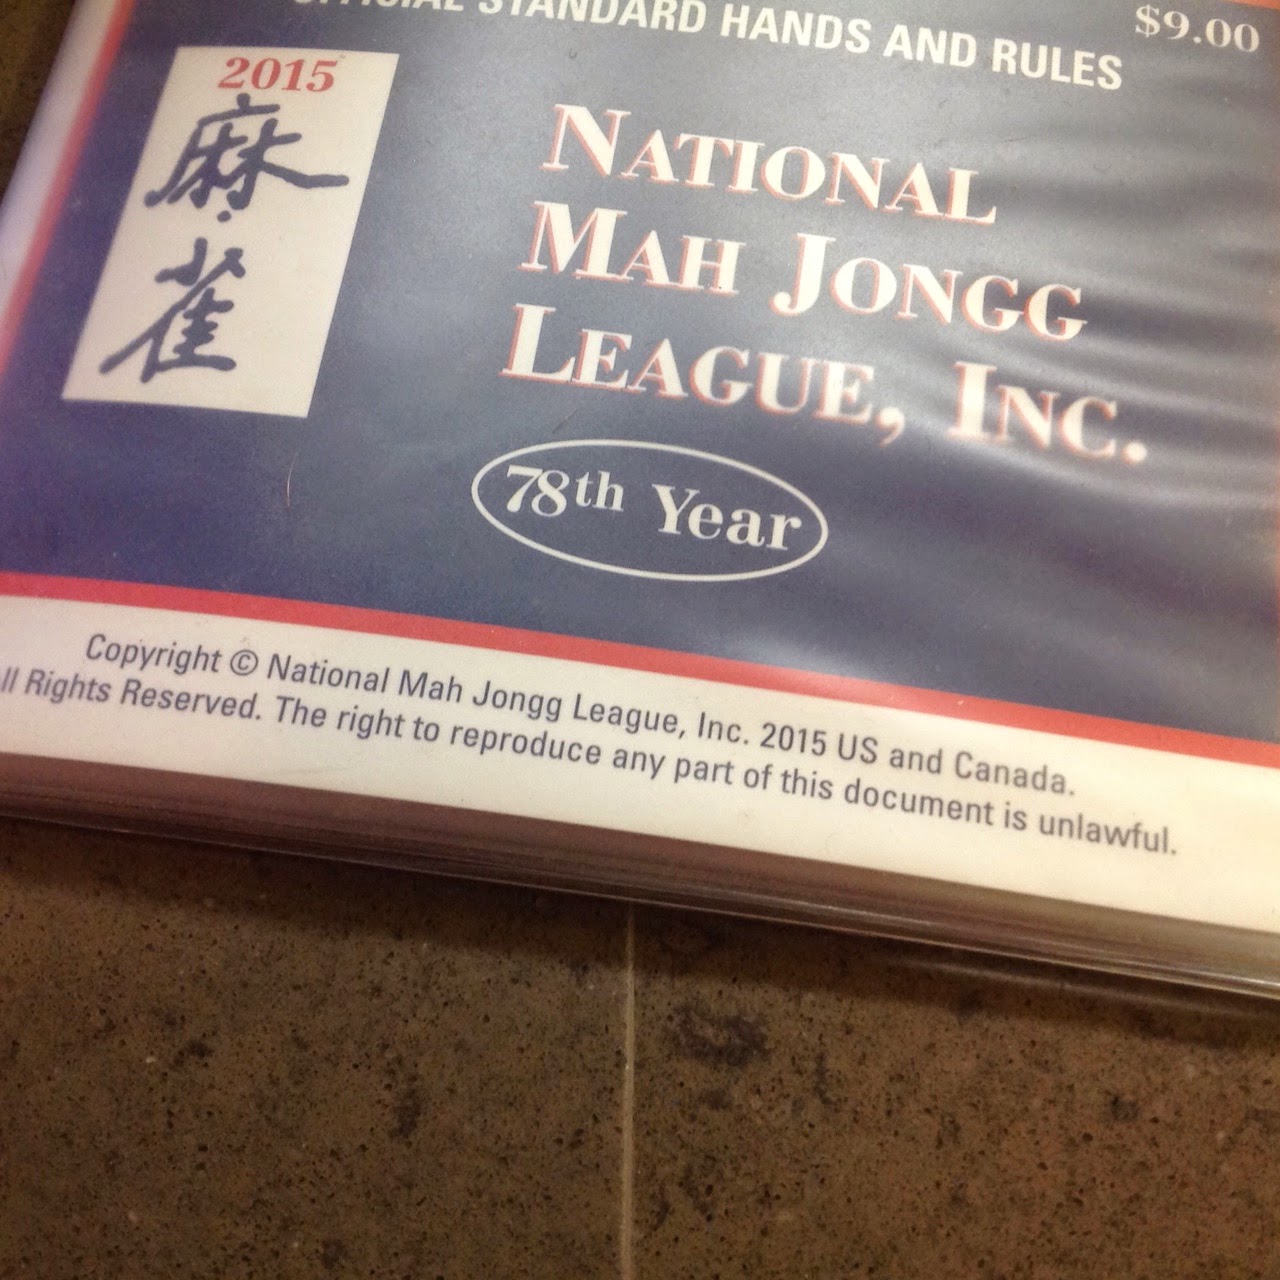 OFFICIAL STANDARD HANDS AND RULES
$9.00
2015
麻
雀
NATIONAL
MAH JONGG
LEAGUE, INC.
78th Year
Copyright © National Mah Jongg League, Inc. 2015 US and Canada.
ll Rights Reserved. The right to reproduce any part of this document is unlawful.